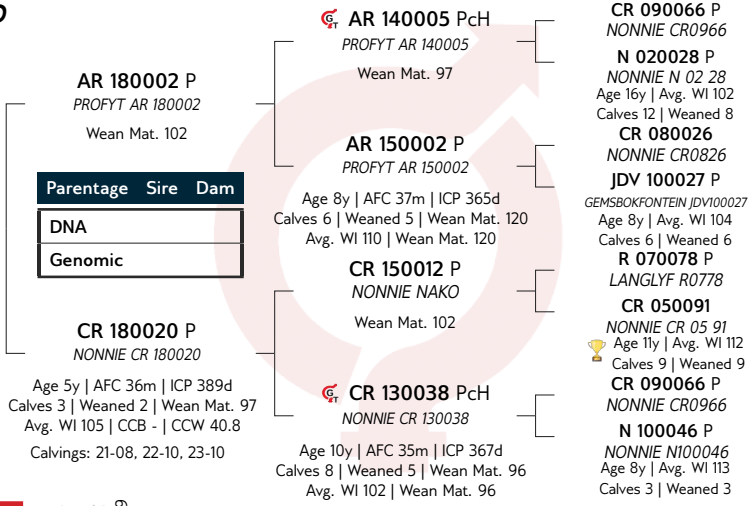 AR 180002 P
PROFYT AR 180002
Wean Mat. 102
Parentage Sire Dam
DNA
Genomic
CR 180020 P
NONNIE CR 180020
Age 5y | AFC 36m | ICP 389d
Calves 3 | Weaned 2 | Wean Mat. 97
Avg. WI 105 | CCB - | CCW 40.8
Calvings: 21-08, 22-10, 23-10
GT AR 140005 PcH
PROFYT AR 140005
Wean Mat. 97
AR 150002 P
PROFYT AR 150002
Age 8y | AFC 37m | ICP 365d
Calves 6 | Weaned 5 | Wean Mat. 120
Avg. WI 110 | Wean Mat. 120
CR 150012 P
NONNIE NAKO
Wean Mat. 102
GT CR 130038 PcH
NONNIE CR 130038
Age 10y | AFC 35m | ICP 367d
Calves 8 | Weaned 5 | Wean Mat. 96
Avg. WI 102 | Wean Mat. 96
CR 090066 P
NONNIE CR0966
N 020028 P
NONNIE N 02 28
Age 16y | Avg. WI 102
Calves 12 | Weaned 8
CR 080026
NONNIE CR0826
JDV 100027 P
GEMSBOKFONTEIN JDV100027
Age 8y | Avg. WI 104
Calves 6 | Weaned 6
R 070078 P
LANGLYF R0778
CR 050091
NONNIE CR 05 91
Age 11y | Avg. WI 112
Calves 9 | Weaned 9
CR 090066 P
NONNIE CR0966
N 100046 P
NONNIE N100046
Age 8y | Avg. WI 113
Calves 3 | Weaned 3